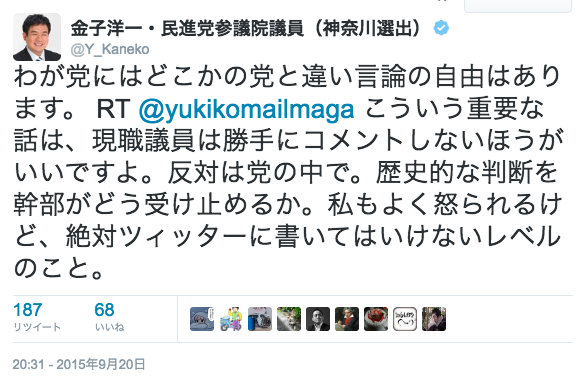 金子洋一・民進党参議院議員（神奈川選出）
@Y_Kaneko
わが党にはどこかの党と違い言論の自由はあり
ます。 RT @yukikomailmaga こういう重要な
話は、現職議員は勝手にコメントしないほうが
いいですよ。反対は党の中で。歴史的な判断を
幹部がどう受け止めるか。私もよく怒られるけ
ど、絶対ツィッターに書いてはいけないレベル
のこと。
187 68
リツイート いいね
20:31 - 2015年9月20日